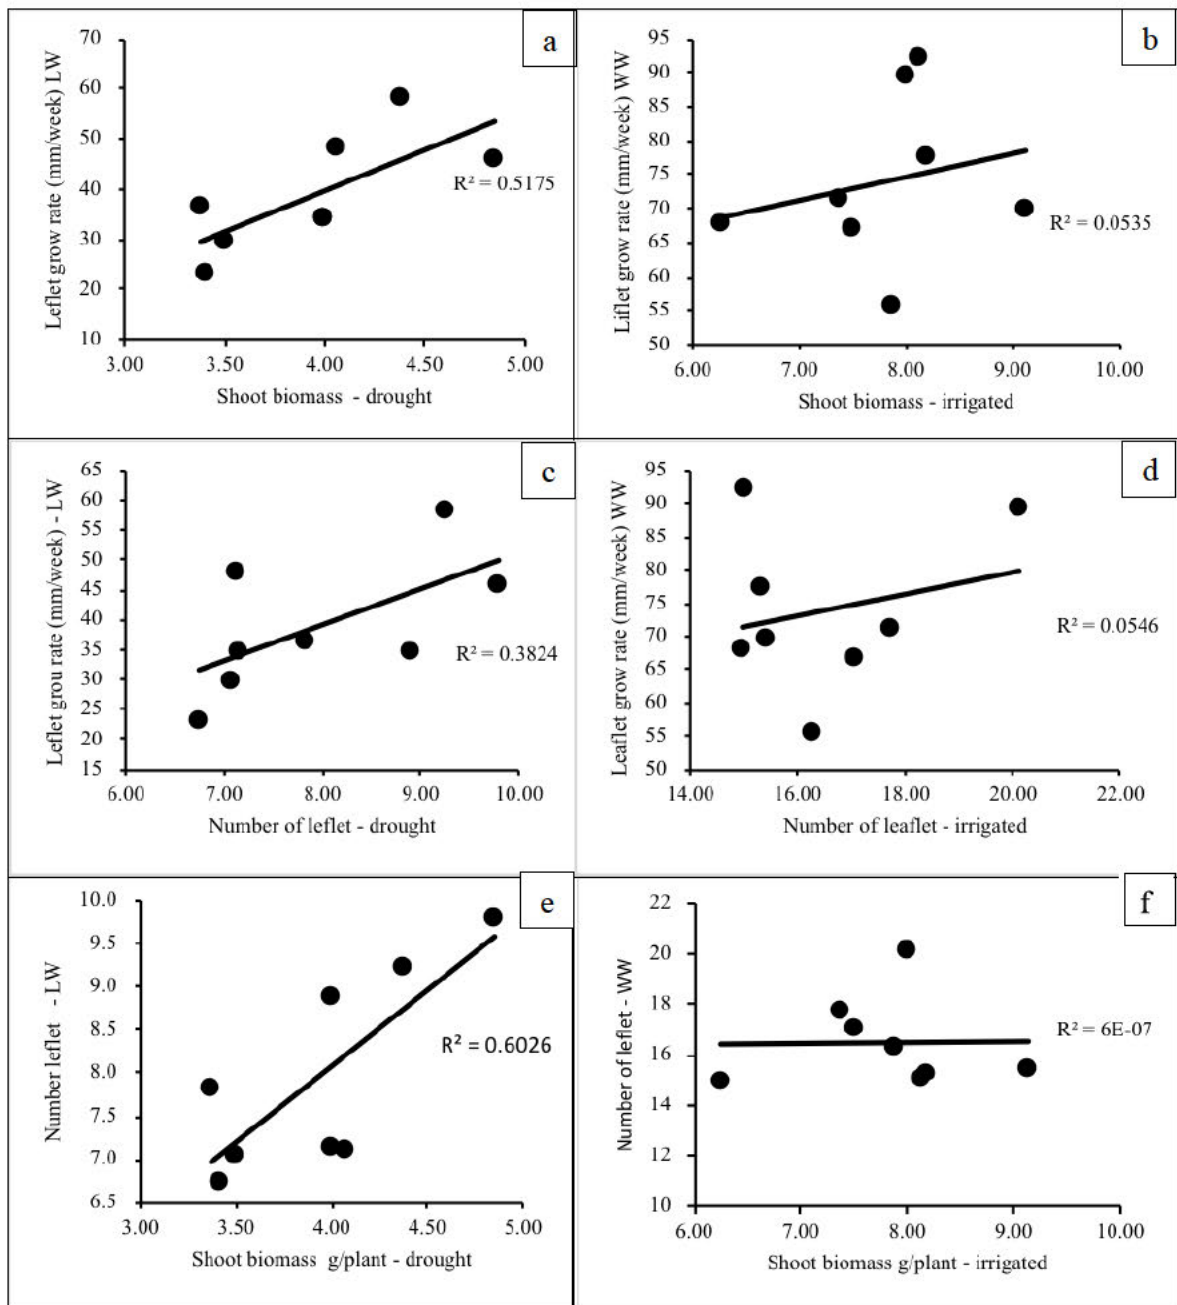 a
Leflet grow rate (mm/week) LW
70
60
50
40
30
20
10
R² = 0.5175
3.00 3.50 4.00 4.50 5.00
Shoot biomass - drought
b
Liflet grow rate (mm/week) WW
95
90
85
80
75
70
65
60
55
50
R² = 0.0535
6.00 7.00 8.00 9.00 10.00
Shoot biomass - irrigated
c
Leflet grou rate (mm/week) - LW
65
60
55
50
45
40
35
30
25
20
15
R² = 0.3824
6.00 7.00 8.00 9.00 10.00
Number of leflet - drought
d
Leaflet grow rate (mm/week) WW
95
90
85
80
75
70
65
60
55
50
R² = 0.0546
14.00 16.00 18.00 20.00 22.00
Number of leaflet - irrigated
e
Number leflet - LW
10.0
9.5
9.0
8.5
8.0
7.5
7.0
6.5
R² = 0.6026
3.00 3.50 4.00 4.50 5.00
Shoot biomass g/plant - drought
f
Number of leflet - WW
22
20
18
16
14
12
10
R² = 6E-07
6.00 7.00 8.00 9.00 10.00
Shoot biomass g/plant - irrigated